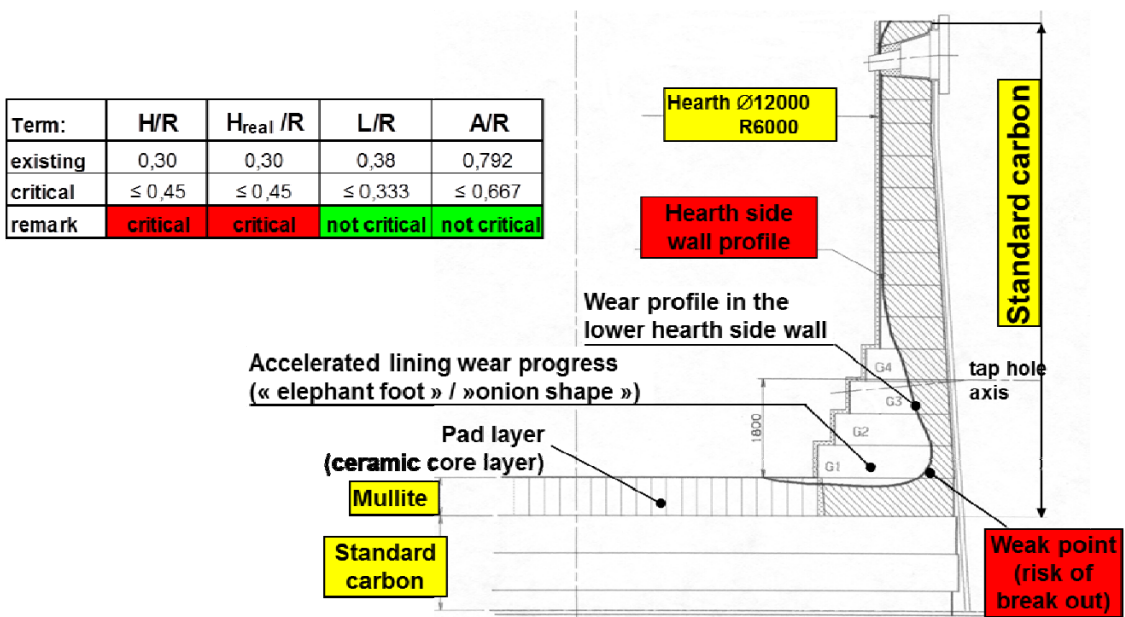 Term: H/R Hreal /R L/R A/R
existing 0,30 0,30 0,38 0,792
critical ≤ 0,45 ≤ 0,45 ≤ 0,333 ≤ 0,667
remark critical critical not critical not critical
Hearth Ø12000
R6000
Standard carbon
Hearth side
wall profile
Wear profile in the
lower hearth side wall
Accelerated lining wear progress
(« elephant foot » / »onion shape »)
tap hole
axis
G4
G3
1800
G2
G1
Pad layer
(ceramic core layer)
Mullite
Standard
carbon
Weak point
(risk of
break out)